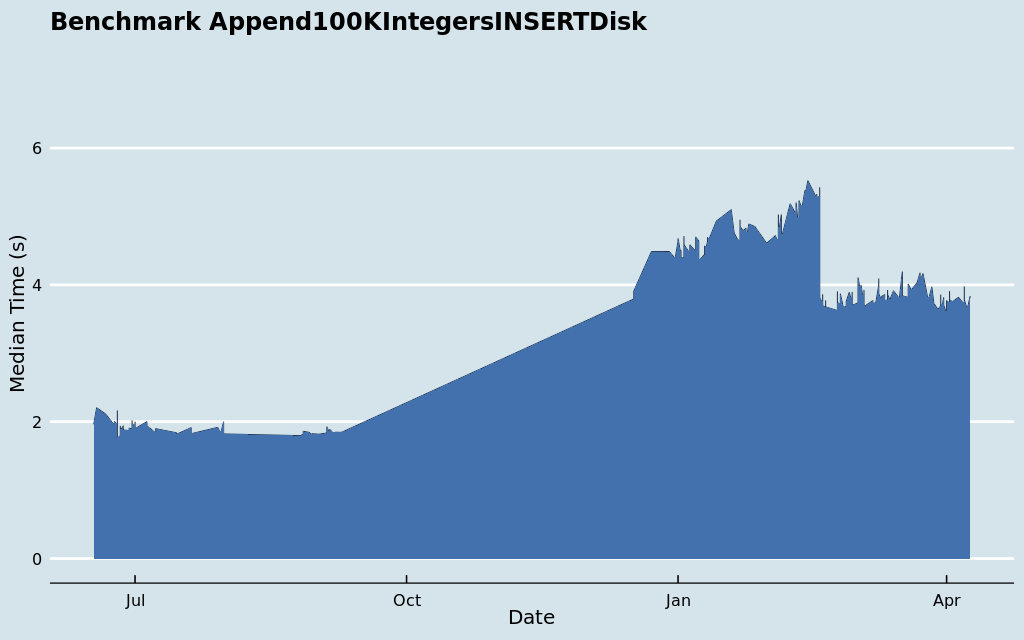 Benchmark Append100KIntegersINSERTDisk
6
4
2
0
Median Time (s)
Jul
Oct
Jan
Apr
Date